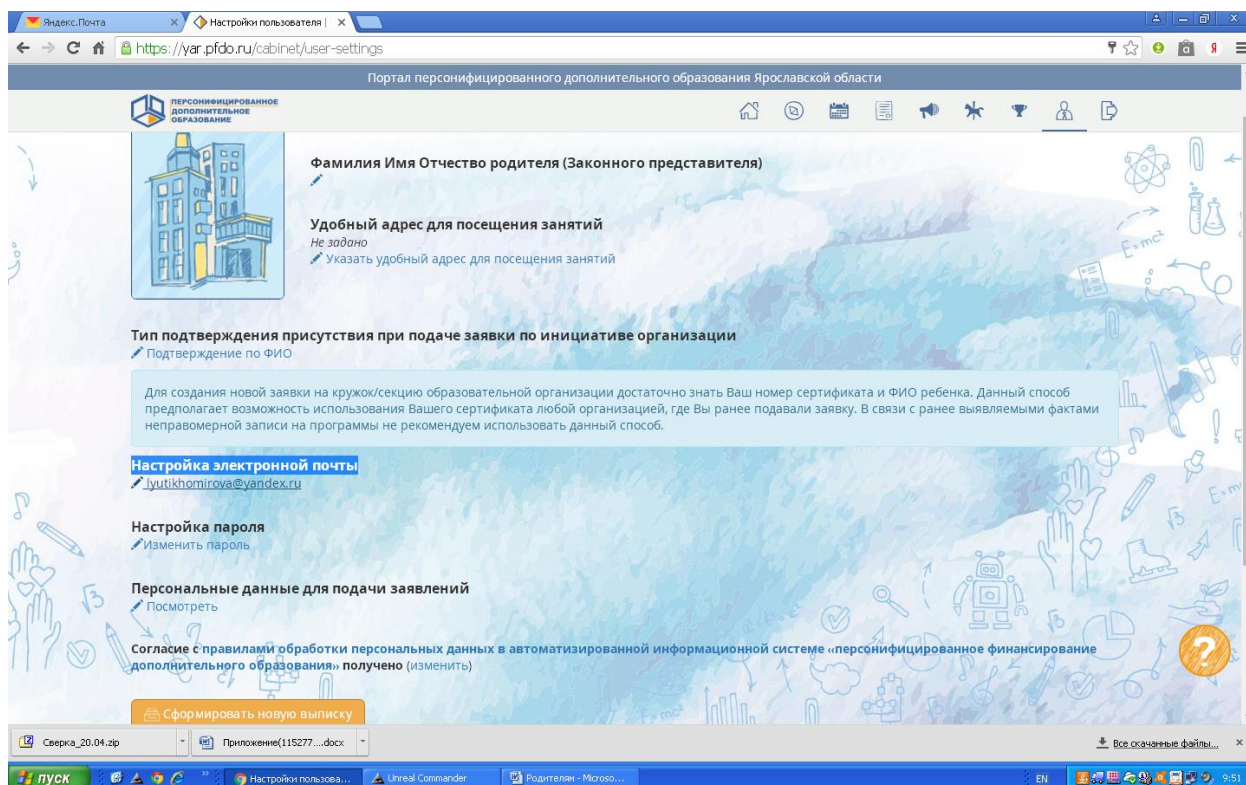 Яндекс.Почта
Настройки пользователя |
https://yar.pfdo.ru/cabinet/user-settings
Портал персонифицированного дополнительного образования Ярославской области
ПЕРСОНИФИЦИРОВАННОЕ
ДОПОЛНИТЕЛЬНОЕ
ОБРАЗОВАНИЕ
Фамилия Имя Отчество родителя (Законного представителя)
Удобный адрес для посещения занятий
Не задано
Указать удобный адрес для посещения занятий
Тип подтверждения присутствия при подаче заявки по инициативе организации
Подтверждение по ФИО
Для создания новой заявки на кружок/секцию образовательной организации достаточно знать Ваш номер сертификата и ФИО ребенка. Данный способ
предполагает возможность использования Вашего сертификата любой организацией, где Вы ранее подавали заявку. В связи с ранее выявляемыми фактами
неправомерной записи на программы не рекомендуем использовать данный способ.
Настройка электронной почты
lyutikhomirova@yandex.ru
Настройка пароля
Изменить пароль
Персональные данные для подачи заявлений
Посмотреть
Согласие с правилами обработки персональных данных в автоматизированной информационной системе «персонифицированное финансирование
дополнительного образования» получено (изменить)
Сформировать новую выписку
?
Сверка_20.04.zip
Приложение(115277....docx
Все скачанные файлы...
пуск
Настройки пользова...
Unreal Commander
Родителям - Microso...
EN
9:51